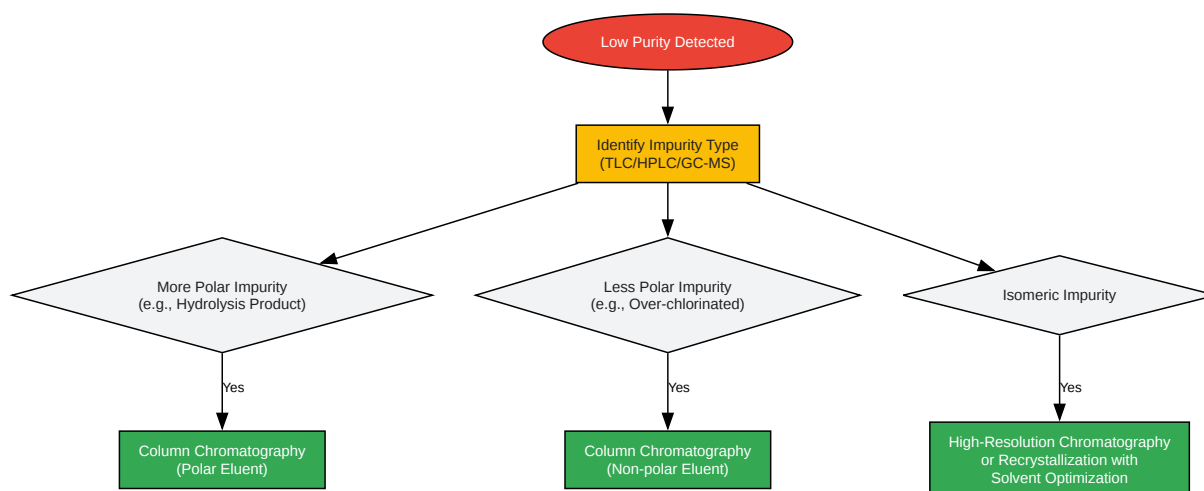 Low Purity Detected
Identify Impurity Type
(TLC/HPLC/GC-MS)
More Polar Impurity
(e.g., Hydrolysis Product)
Less Polar Impurity
(e.g., Over-chlorinated)
Isomeric Impurity
Yes
Yes
Yes
Column Chromatography
(Polar Eluent)
Column Chromatography
(Non-polar Eluent)
High-Resolution Chromatography
or Recrystallization with
Solvent Optimization